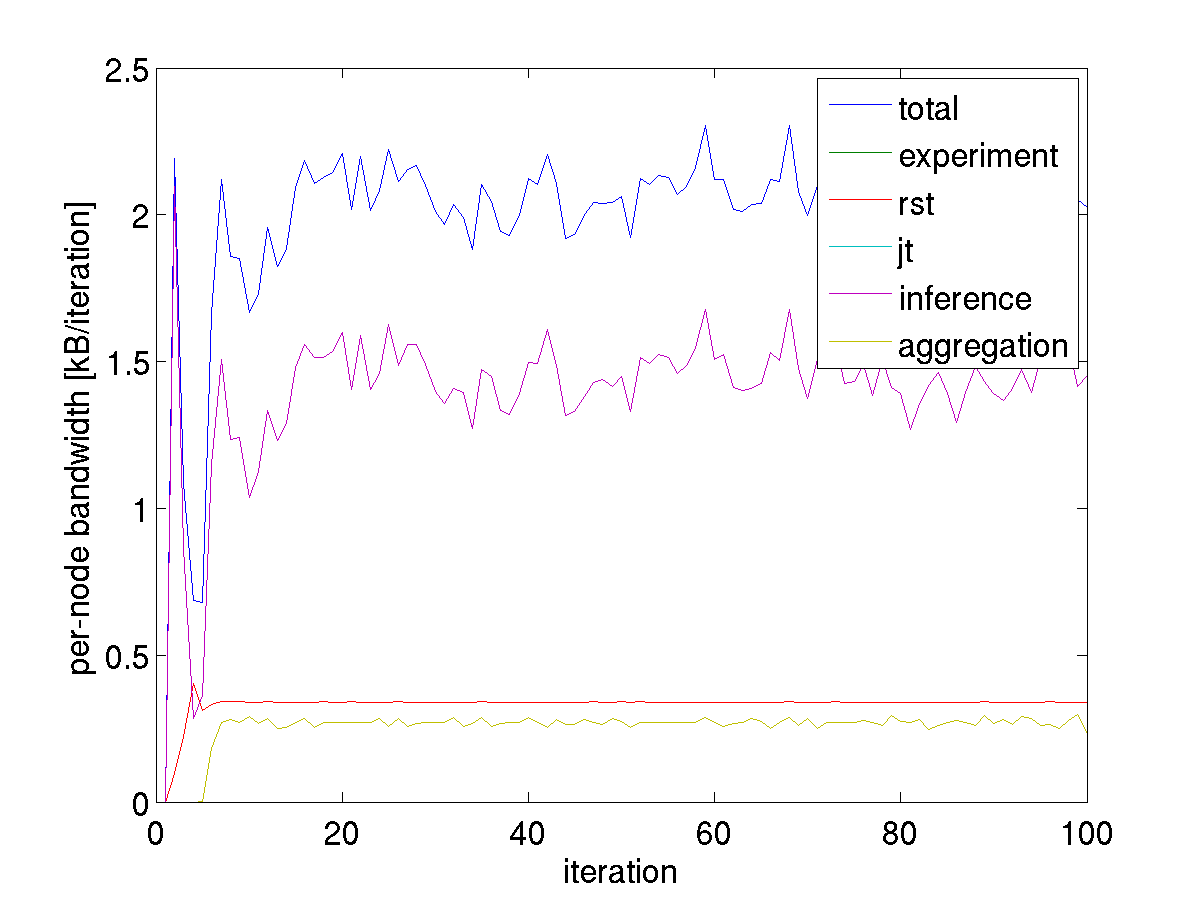 2.5
2
1.5
1
0.5
0
0
20
40
60
80
100
per-node bandwidth [kB/iteration]
iteration
total
experiment
rst
jt
inference
aggregation